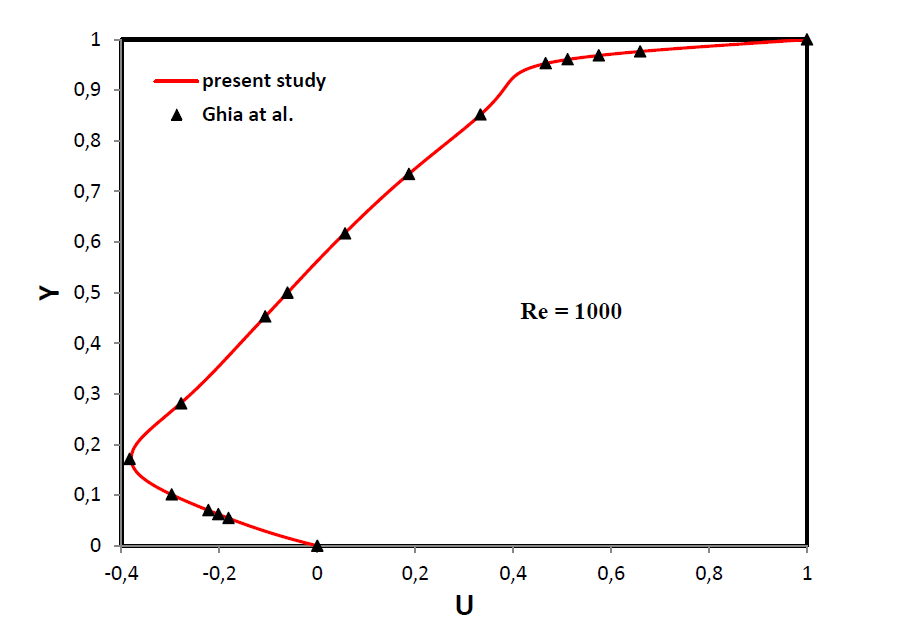 1
0,9
0,8
0,7
0,6
0,5
0,4
0,3
0,2
0,1
0
Y
present study
Ghia at al.
Re = 1000
-0,4 -0,2 0 0,2 0,4 0,6 0,8 1
U